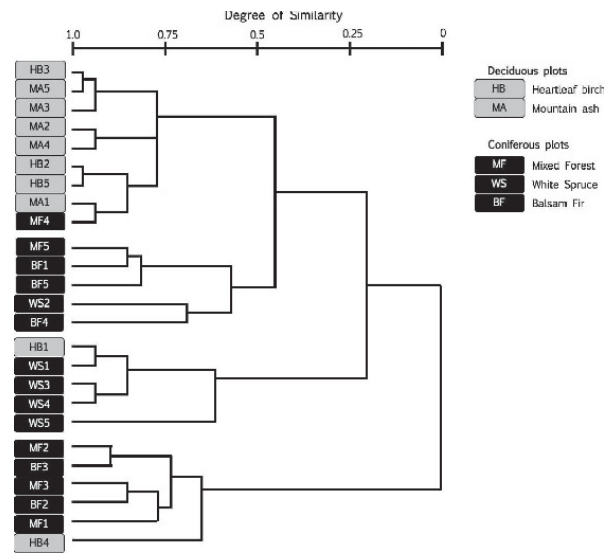 Degree of Similarity
1.0 0.75 0.5 0.25 0
HB3
MA5
MA3
MA2
MA4
HB2
HB5
MA1
MF4
MF5
BF1
BF5
WS2
BF4
HB1
WS1
WS3
WS4
WS5
MF2
BF3
MF3
BF2
MF1
HB4
Deciduous plots
HB Heartleaf birch
MA Mountain ash
Coniferous plots
MF Mixed Forest
WS White Spruce
BF Balsam Fir